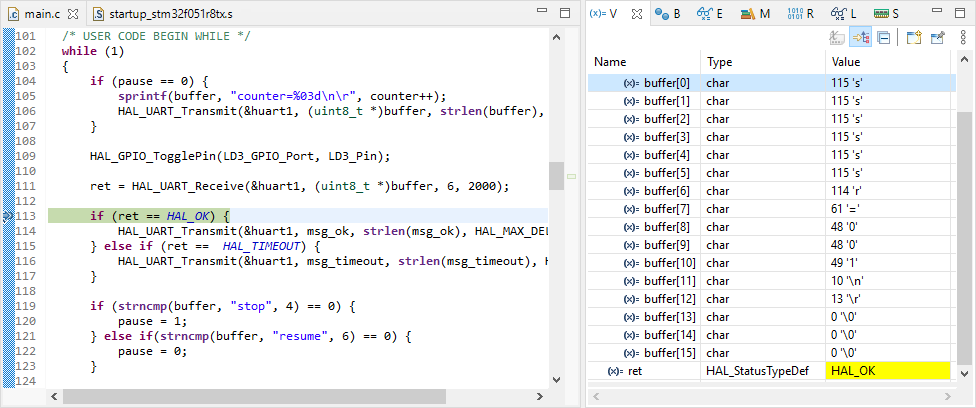 main.c startup_stm32f051r8tx.s
101 /* USER CODE BEGIN WHILE */
102 while (1)
103 {
104 if (pause == 0) {
105 sprintf(buffer, "counter=%03d\n\r", counter++);
106 HAL_UART_Transmit(&huart1, (uint8_t *)buffer, strlen(buffer),
107 }
108
109 HAL_GPIO_TogglePin(LD3_GPIO_Port, LD3_Pin);
110
111 ret = HAL_UART_Receive(&huart1, (uint8_t *)buffer, 6, 2000);
112
113 if (ret == HAL_OK) {
114 HAL_UART_Transmit(&huart1, msg_ok, strlen(msg_ok), HAL_MAX_DEL
115 } else if (ret == HAL_TIMEOUT) {
116 HAL_UART_Transmit(&huart1, msg_timeout, strlen(msg_timeout), H
117 }
118
119 if (strncmp(buffer, "stop", 4) == 0) {
120 pause = 1;
121 } else if(strncmp(buffer, "resume", 6) == 0) {
122 pause = 0;
123 }
124
(x)= V B E M 1010 0101 R L S
Name Type Value
(x)= buffer[0] char 115 's'
(x)= buffer[1] char 115 's'
(x)= buffer[2] char 115 's'
(x)= buffer[3] char 115 's'
(x)= buffer[4] char 115 's'
(x)= buffer[5] char 115 's'
(x)= buffer[6] char 114 'r'
(x)= buffer[7] char 61 '='
(x)= buffer[8] char 48 '0'
(x)= buffer[9] char 48 '0'
(x)= buffer[10] char 49 '1'
(x)= buffer[11] char 10 '\n'
(x)= buffer[12] char 13 '\r'
(x)= buffer[13] char 0 '\0'
(x)= buffer[14] char 0 '\0'
(x)= buffer[15] char 0 '\0'
(x)= ret HAL_StatusTypeDef HAL_OK